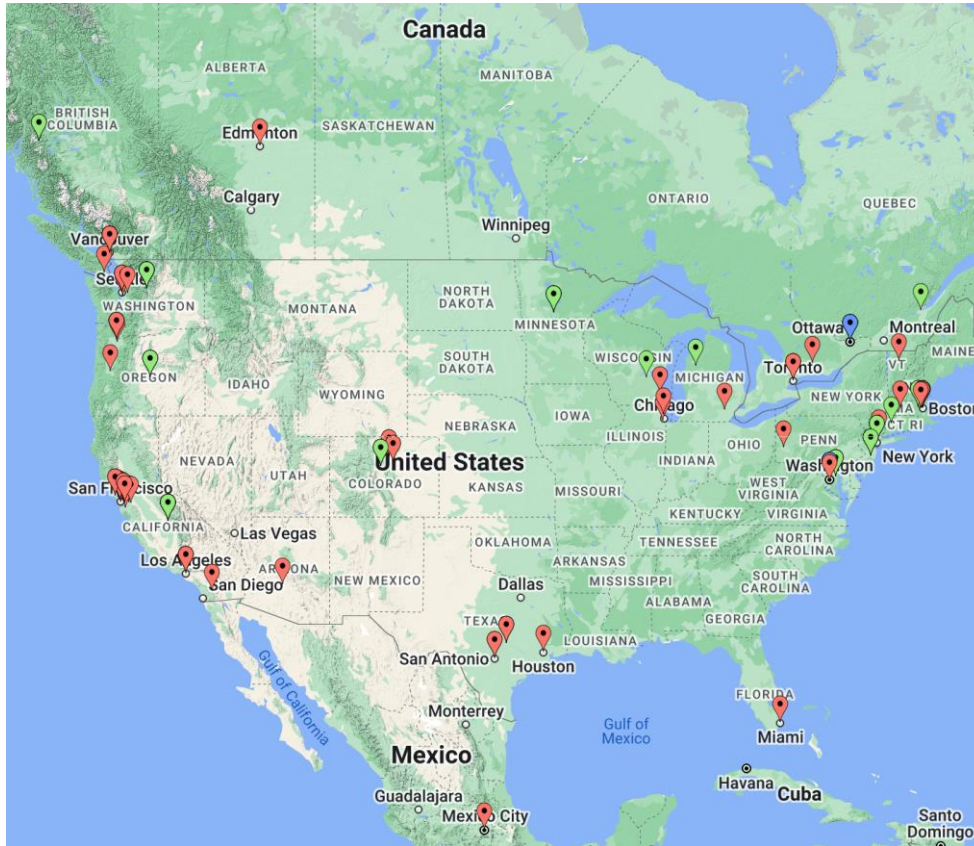 Canada
ALBERTA
MANITOBA
BRITISH
COLUMBIA
Edmonton
SASKATCHEWAN
Calgary
ONTARIO
QUEBEC
Winnipeg
Vancouver
Seattle
WASHINGTON
MONTANA
NORTH
DAKOTA
MINNESOTA
Ottawa
Montreal
MAINE
OREGON
IDAHO
SOUTH
DAKOTA
WISCONSIN
MICHIGAN
Toronto
VT
WYOMING
NEW YORK
MA
Boston
Chicago
IOWA
NEBRASKA
ILLINOIS
CT RI
OHIO
PENN
New York
NEVADA
United States
INDIANA
Washington
UTAH
COLORADO
KANSAS
MISSOURI
WEST
VIRGINIA
San Francisco
KENTUCKY
VIRGINIA
CALIFORNIA
Las Vegas
OKLAHOMA
TENNESSEE
NORTH
CAROLINA
Los Angeles
ARIZONA
NEW MEXICO
ARKANSAS
San Diego
Dallas
MISSISSIPPI
SOUTH
CAROLINA
ALABAMA
GEORGIA
TEXAS
LOUISIANA
San Antonio
Houston
Gulf of California
FLORIDA
Monterrey
Gulf of
Mexico
Miami
Mexico
Havana
Cuba
Guadalajara
Mexico City
Santo
Domingo